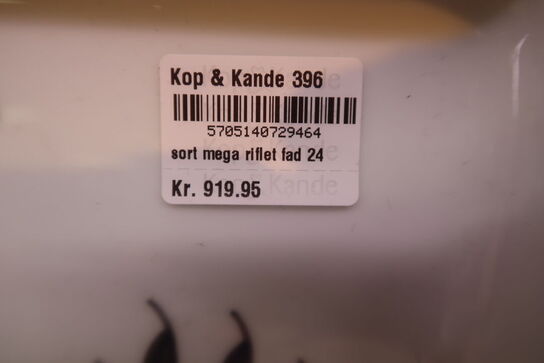 Kop & Kande 396
5705140729464
sort mega riflet fad 24
Kr. 919.95